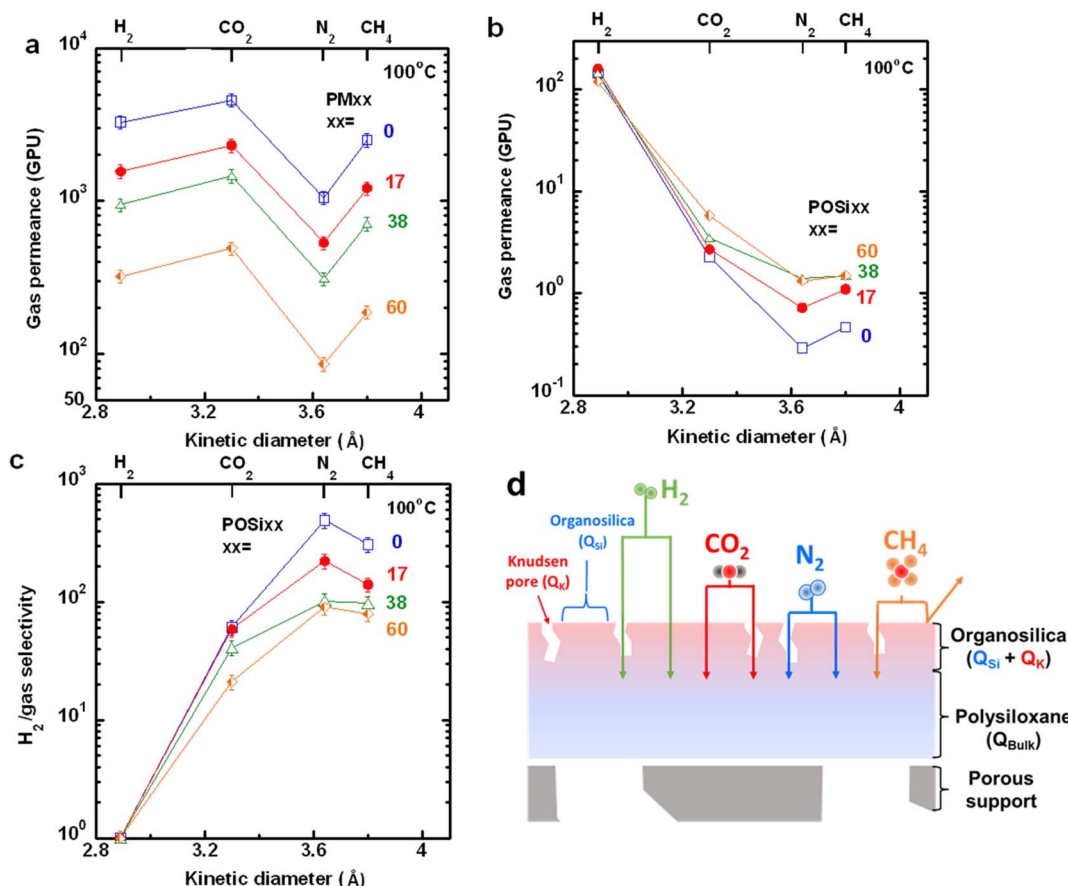 a
H2 CO2 N2 CH4
100°C
PMxx
xx=
0
17
38
60
10^4
10^3
10^2
50
Gas permeance (GPU)
2.8 3.2 3.6 4
Kinetic diameter (Å)
b
H2 CO2 N2 CH4
100°C
POSixx
xx=
60
38
17
0
10^2
10^1
10^0
10^-1
Gas permeance (GPU)
2.8 3.2 3.6 4
Kinetic diameter (Å)
c
H2 CO2 N2 CH4
100°C
POSixx
xx=
0
17
38
60
10^3
10^2
10^1
10^0
H2/gas selectivity
2.8 3.2 3.6 4
Kinetic diameter (Å)
d
H2
Organosilica
(QSi)
Knudsen
pore (QK)
CO2
N2
CH4
Organosilica
(QSi + QK)
Polysiloxane
(QBulk)
Porous
support